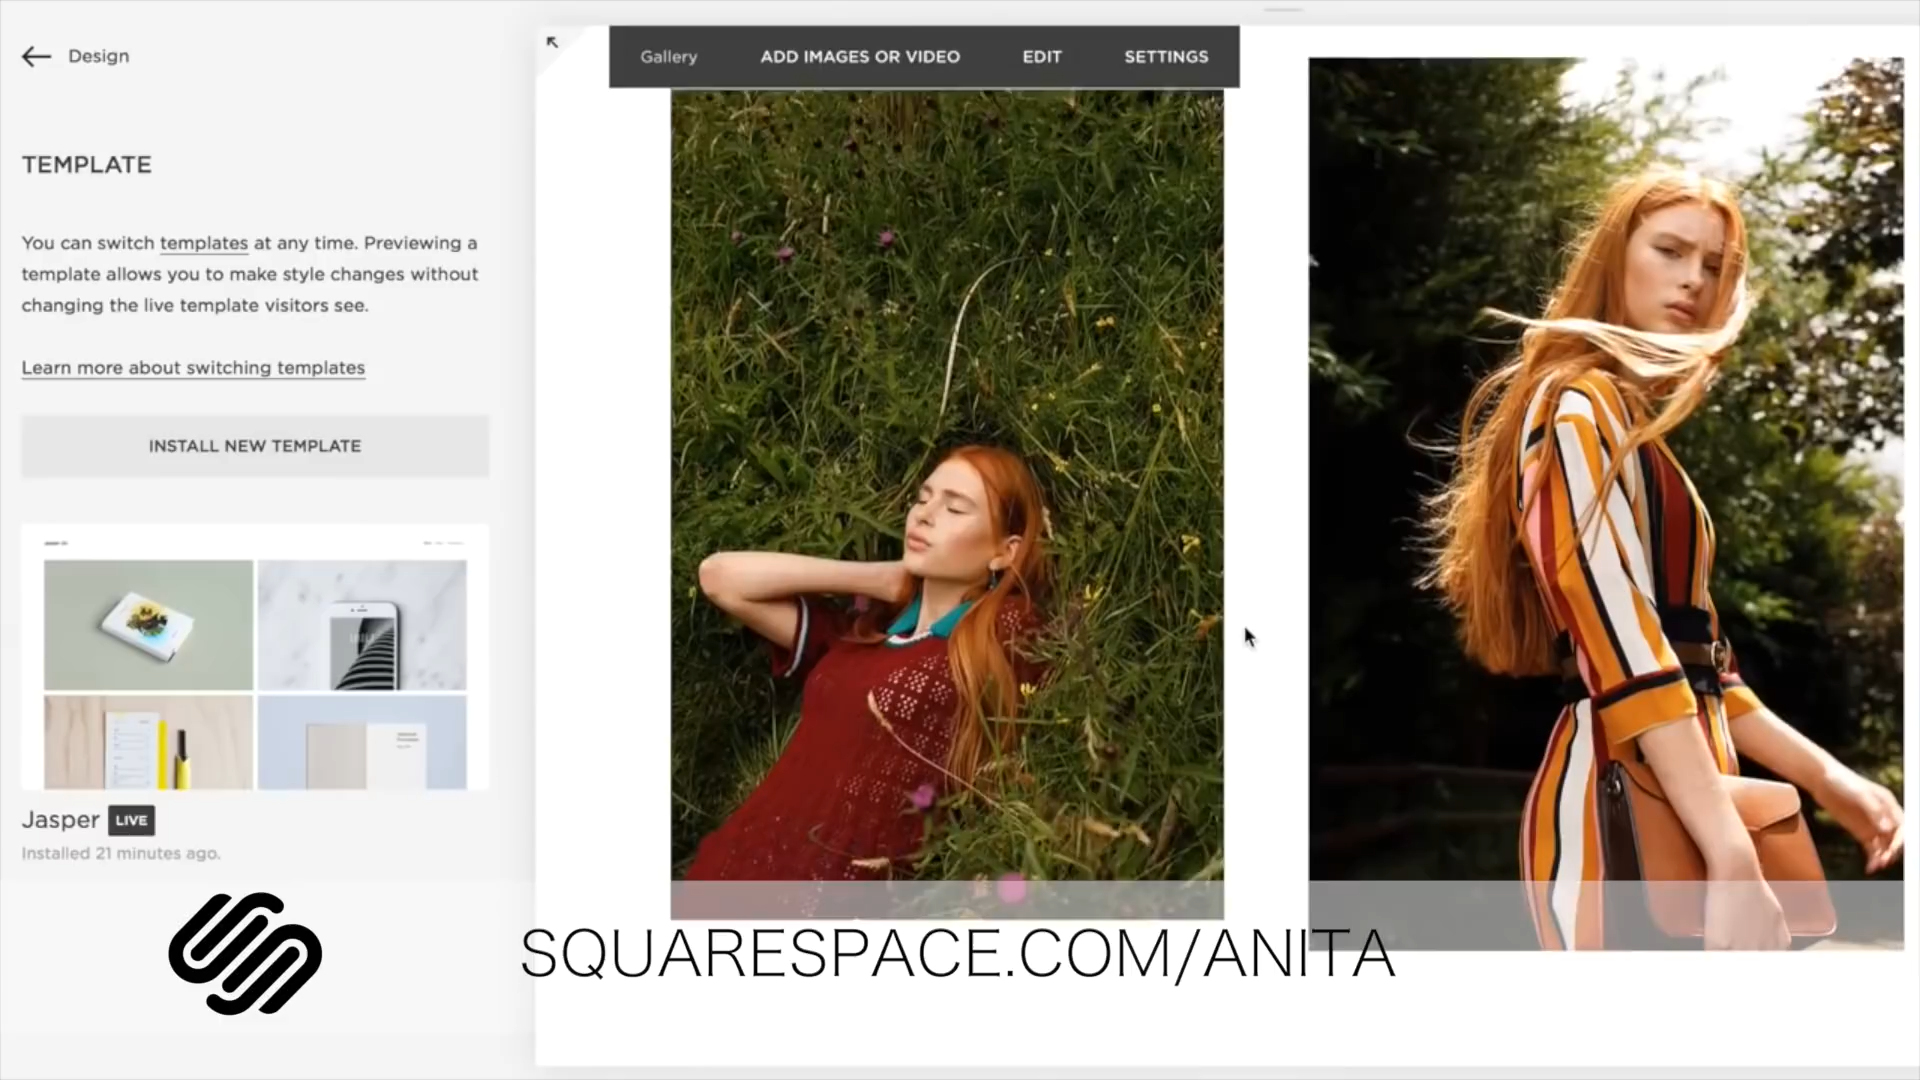 Design
Gallery
ADD IMAGES OR VIDEO
EDIT
SETTINGS
TEMPLATE
You can switch templates at any time. Previewing a
template allows you to make style changes without
changing the live template visitors see.
Learn more about switching templates
INSTALL NEW TEMPLATE
Jasper LIVE
Installed 21 minutes ago.
SQUARESPACE.COM/ANITA